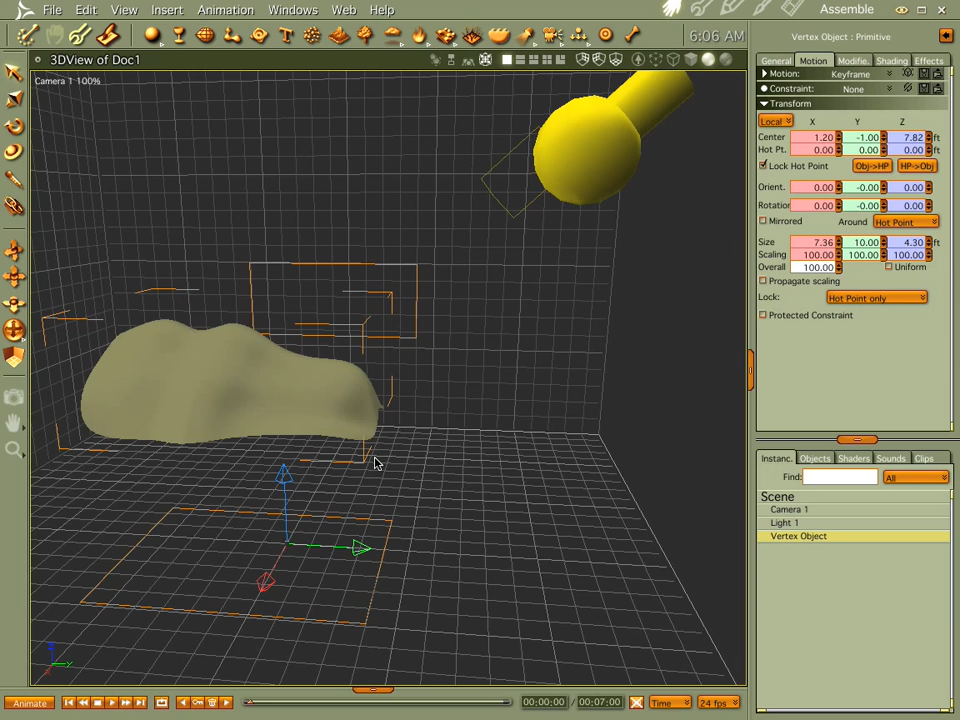 File Edit View Insert Animation Windows Web Help Assemble
6:06 AM
3DView of Doc1
Camera 1 100%
Vertex Object : Primitive
General Motion Modifie. Shading Effects
Motion: Keyframe
Constraint: None
Transform
Local X Y Z
Center 1.20 -1.00 7.82 ft
Hot Pt. 0.00 0.00 0.00
Lock Hot Point Obj->HP HP->Obj
Orient. 0.00 -0.00 0.00
Rotation 0.00 -0.00 0.00
Mirrored Around Hot Point
Size 7.36 10.00 4.30 ft
Scaling 100.00 100.00 100.00
Overall 100.00 Uniform
Propagate scaling
Lock: Hot Point only
Protected Constraint
Instanc. Objects Shaders Sounds Clips
Find: All
Scene
Camera 1
Light 1
Vertex Object
Animate 00:00:00 / 00:07:00 Time 24 fps